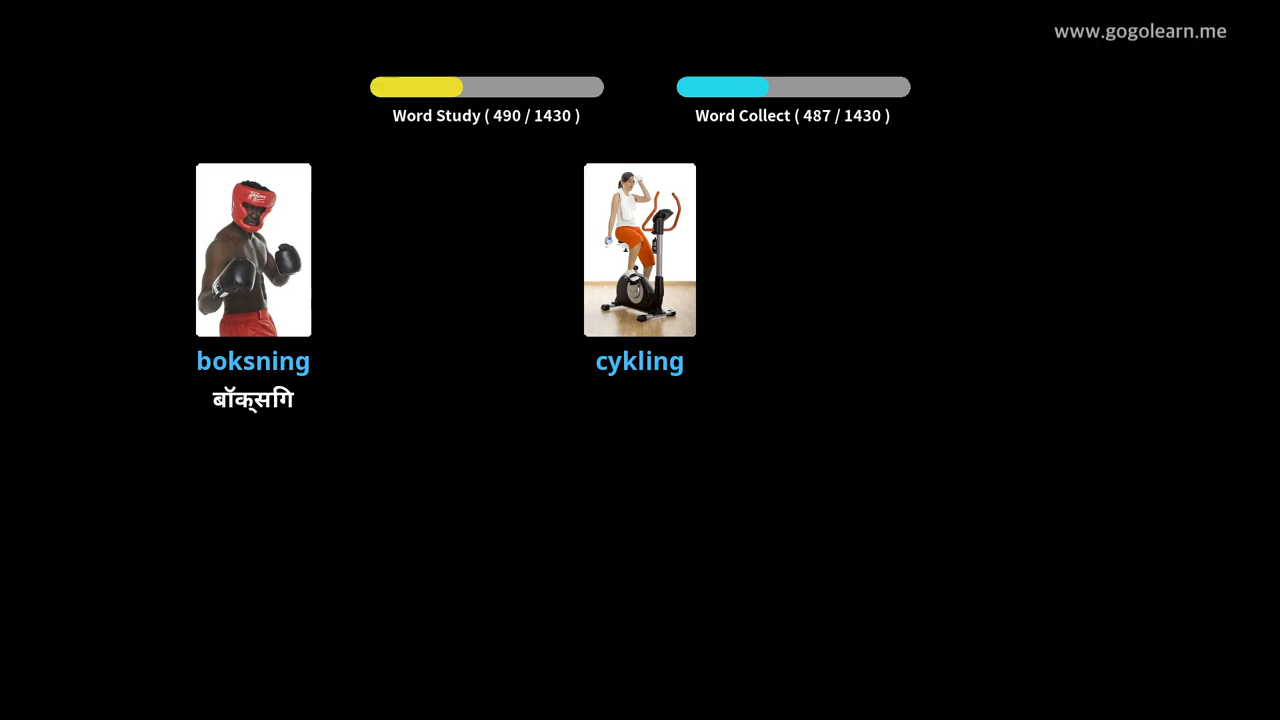 www.gogolearn.me
Word Study ( 490 / 1430 )
Word Collect ( 487 / 1430 )
boksning
cykling
बॉक्सगि